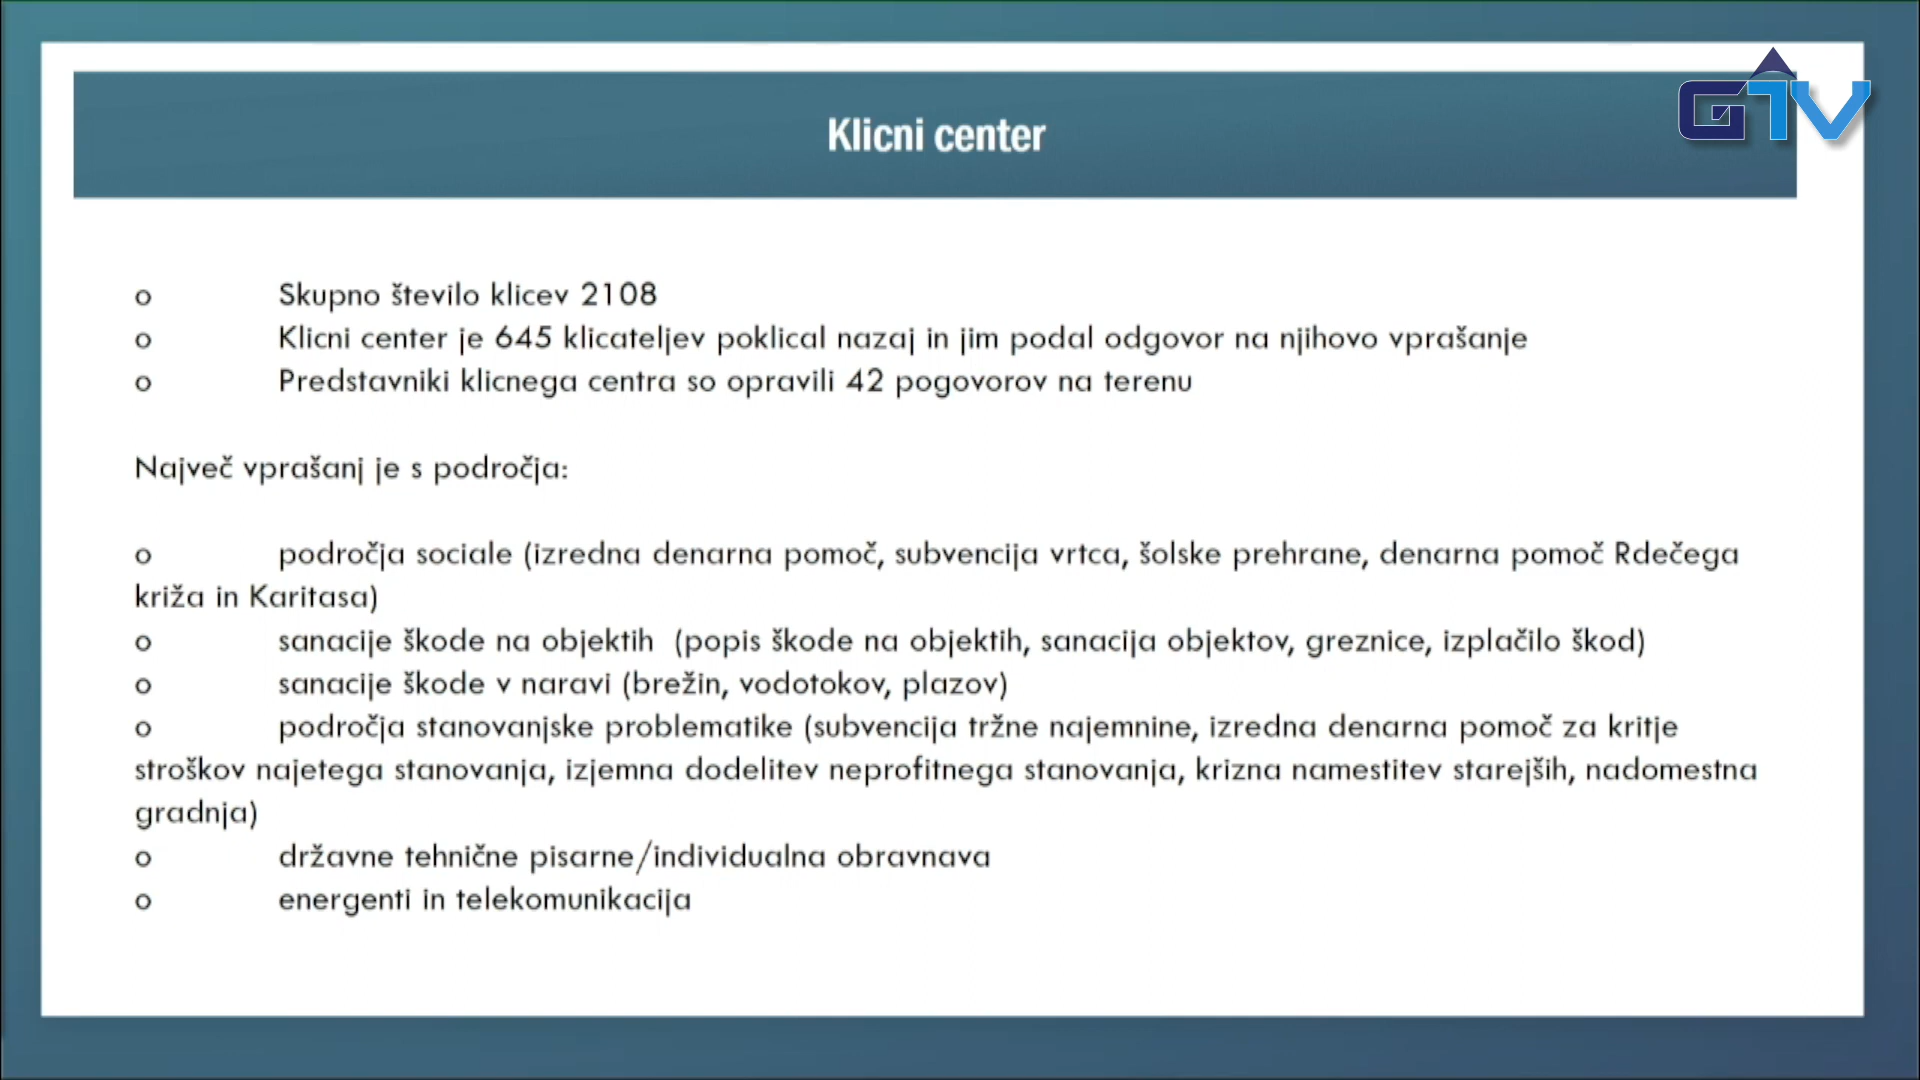 GTV
Klicni center
o Skupno število klicev 2108
o Klicni center je 645 klicateljev poklical nazaj in jim podal odgovor na njihovo vprašanje
o Predstavniki klicnega centra so opravili 42 pogovorov na terenu
Največ vprašanj je s področja:
o področja sociale (izredna denarna pomoč, subvencija vrtca, šolske prehrane, denarna pomoč Rdečega
križa in Karitasa)
o sanacije škode na objektih  (popis škode na objektih, sanacija objektov, greznice, izplačilo škod)
o sanacije škode v naravi (brežin, vodotokov, plazov)
o področja stanovanjske problematike (subvencija tržne najemnine, izredna denarna pomoč za kritje
stroškov najetega stanovanja, izjemna dodelitev neprofitnega stanovanja, krizna namestitev starejših, nadomestna
gradnja)
o državne tehnične pisarne/individualna obravnava
o energenti in telekomunikacija